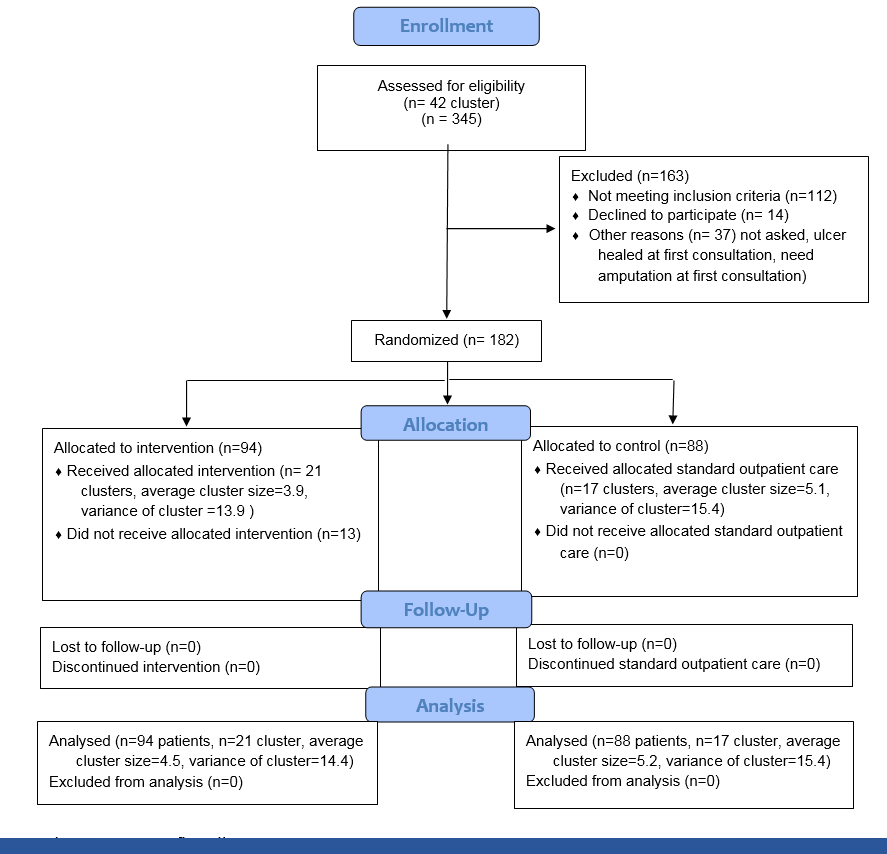 Enrollment
Assessed for eligibility
(n= 42 cluster)
(n = 345)
Excluded (n=163)
♦ Not meeting inclusion criteria (n=112)
♦ Declined to participate (n= 14)
♦ Other reasons (n= 37) not asked, ulcer
healed at first consultation, need
amputation at first consultation)
Randomized (n= 182)
Allocation
Allocated to intervention (n=94)
♦ Received allocated intervention (n= 21
clusters, average cluster size=3.9,
variance of cluster =13.9 )
♦ Did not receive allocated intervention (n=13)
Allocated to control (n=88)
♦ Received allocated standard outpatient care
(n=17 clusters, average cluster size=5.1,
variance of cluster=15.4)
♦ Did not receive allocated standard outpatient
care (n=0)
Follow-Up
Lost to follow-up (n=0)
Discontinued intervention (n=0)
Lost to follow-up (n=0)
Discontinued standard outpatient care (n=0)
Analysis
Analysed (n=94 patients, n=21 cluster, average
cluster size=4.5, variance of cluster=14.4)
Excluded from analysis (n=0)
Analysed (n=88 patients, n=17 cluster, average
cluster size=5.2, variance of cluster=15.4)
Excluded from analysis (n=0)